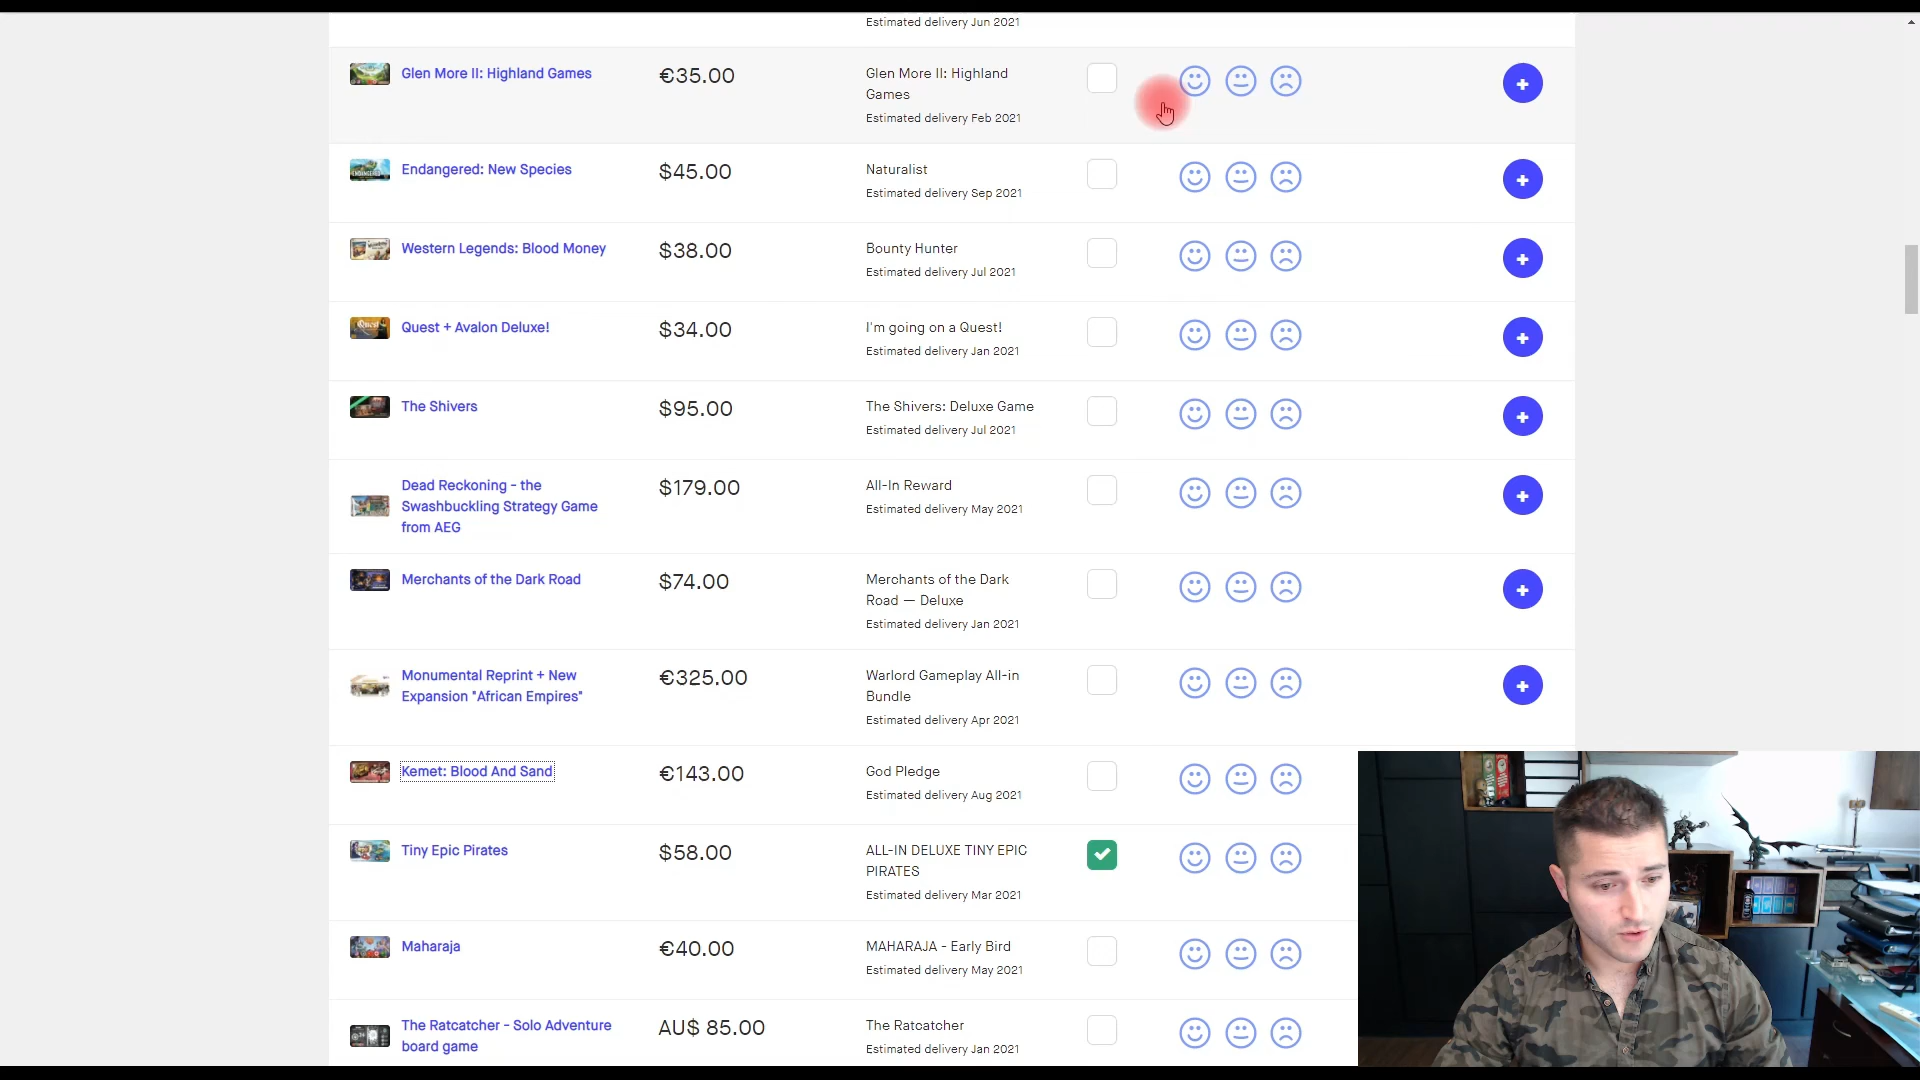 Estimated delivery Jun 2021
Glen More II: Highland Games
€35.00
Glen More II: Highland
Games
Estimated delivery Feb 2021
Endangered: New Species
$45.00
Naturalist
Estimated delivery Sep 2021
Western Legends: Blood Money
$38.00
Bounty Hunter
Estimated delivery Jul 2021
Quest + Avalon Deluxe!
$34.00
I'm going on a Quest!
Estimated delivery Jan 2021
The Shivers
$95.00
The Shivers: Deluxe Game
Estimated delivery Jul 2021
Dead Reckoning - the
Swashbuckling Strategy Game
from AEG
$179.00
All-In Reward
Estimated delivery May 2021
Merchants of the Dark Road
$74.00
Merchants of the Dark
Road — Deluxe
Estimated delivery Jan 2021
Monumental Reprint + New
Expansion "African Empires"
€325.00
Warlord Gameplay All-in
Bundle
Estimated delivery Apr 2021
Kemet: Blood And Sand
€143.00
God Pledge
Estimated delivery Aug 2021
Tiny Epic Pirates
$58.00
ALL-IN DELUXE TINY EPIC
PIRATES
Estimated delivery Mar 2021
Maharaja
€40.00
MAHARAJA - Early Bird
Estimated delivery May 2021
The Ratcatcher - Solo Adventure
board game
AU$ 85.00
The Ratcatcher
Estimated delivery Jan 2021